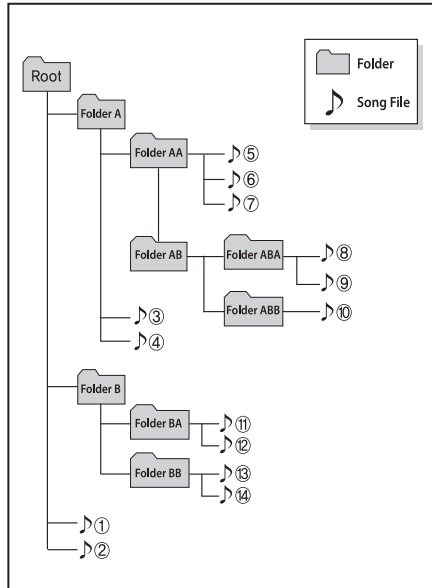 Root
Folder
Song File
Folder A
Folder AA
⑤
⑥
⑦
Folder AB
Folder ABA
⑧
⑨
Folder ABB
⑩
③
④
Folder B
Folder BA
⑪
⑫
Folder BB
⑬
⑭
①
②